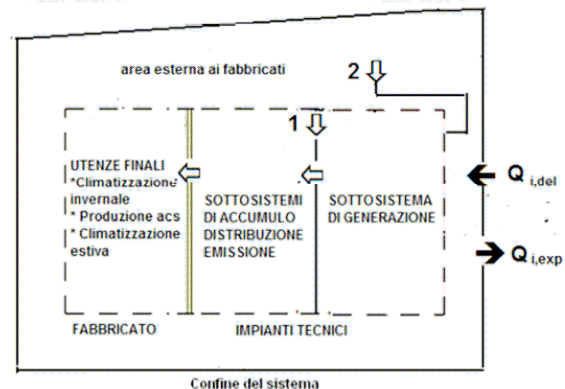 area esterna ai fabbricati
2
1
UTENZE FINALI
*Climatizzazione
invernale
* Produzione acs
* Climatizzazione
estiva
SOTTOSISTEMI
DI ACCUMULO
DISTRIBUZIONE
EMISSIONE
SOTTOSISTEMA
DI GENERAZIONE
Q i,del
Q i,exp
FABBRICATO
IMPIANTI TECNICI
Confine del sistema